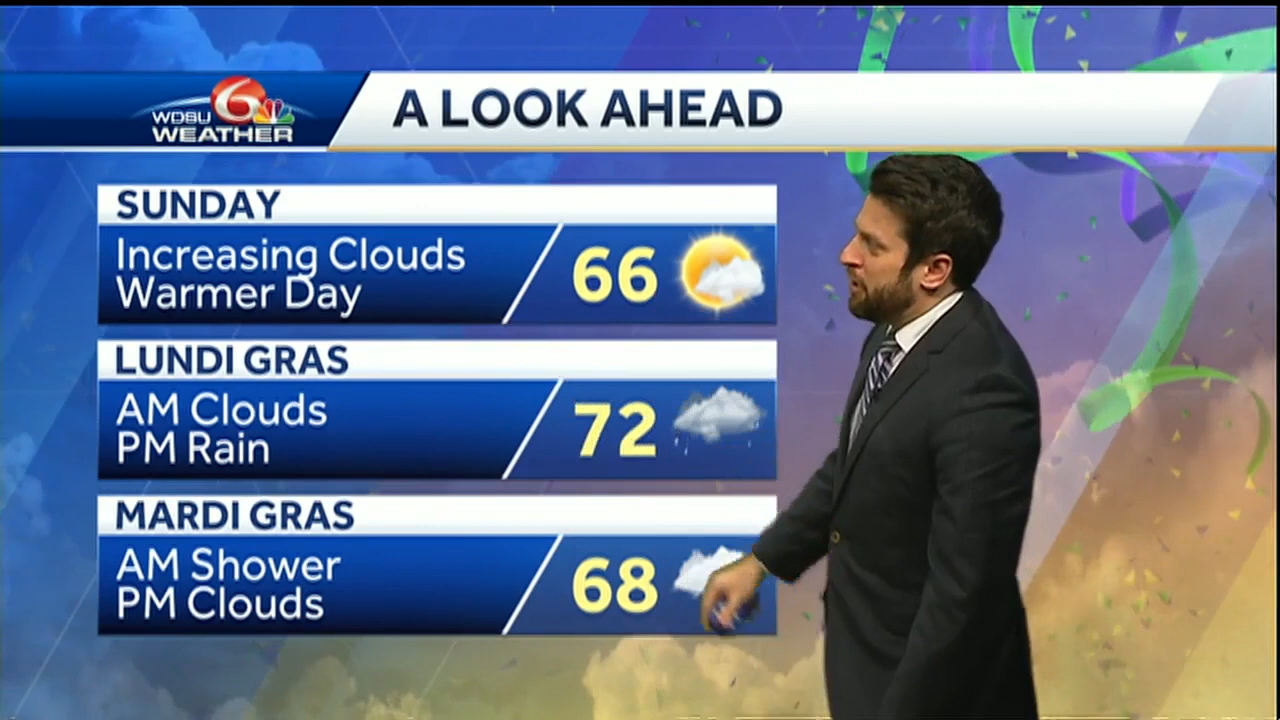 WDSU 6
WEATHER
A LOOK AHEAD
SUNDAY
Increasing Clouds
Warmer Day
66
LUNDI GRAS
AM Clouds
PM Rain
72
MARDI GRAS
AM Shower
PM Clouds
68